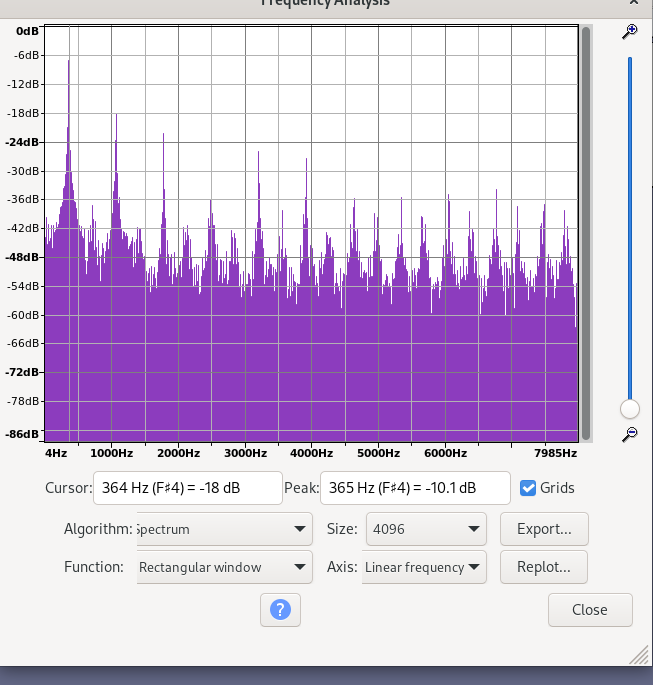 Frequency Analysis
0dB
-6dB
-12dB
-18dB
-24dB
-30dB
-36dB
-42dB
-48dB
-54dB
-60dB
-66dB
-72dB
-78dB
-86dB
4Hz 1000Hz 2000Hz 3000Hz 4000Hz 5000Hz 6000Hz 7985Hz
Cursor: 364 Hz (F♯4) = -18 dB Peak: 365 Hz (F♯4) = -10.1 dB Grids
Algorithm: Spectrum Size: 4096 Export...
Function: Rectangular window Axis: Linear frequency Replot...
? Close